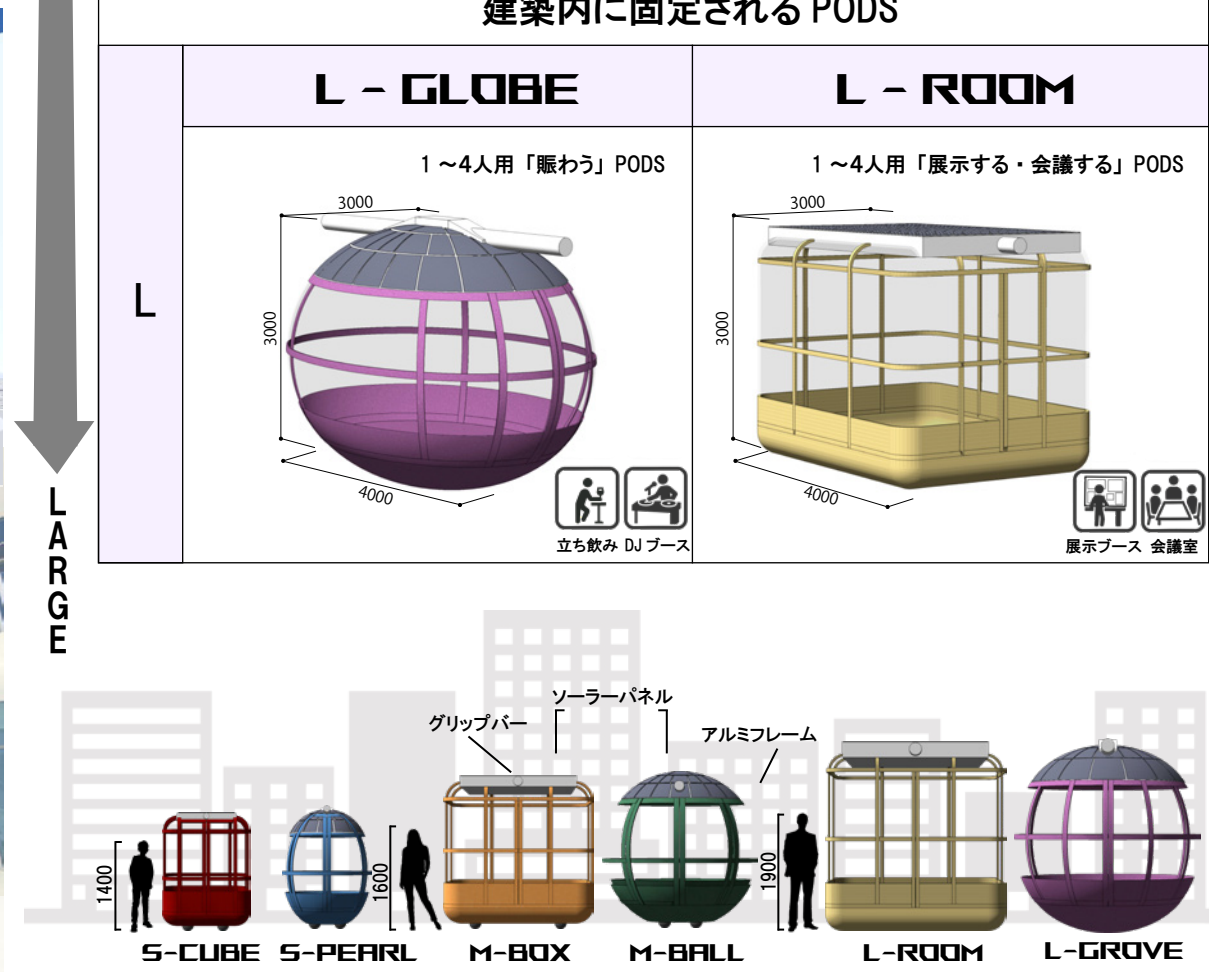 建築内に固定される PODS
L - GLOBE
L - ROOM
L
1 ～4人用「賑わう」PODS
3000
3000
4000
立ち飲み DJ ブース
1 ～4人用「展示する・会議する」PODS
3000
3000
4000
展示ブース 会議室
LARGE
ソーラーパネル
グリップバー
アルミフレーム
1400
1600
1900
S-CUBE
S-PEARL
M-BOX
M-BALL
L-ROOM
L-GROVE